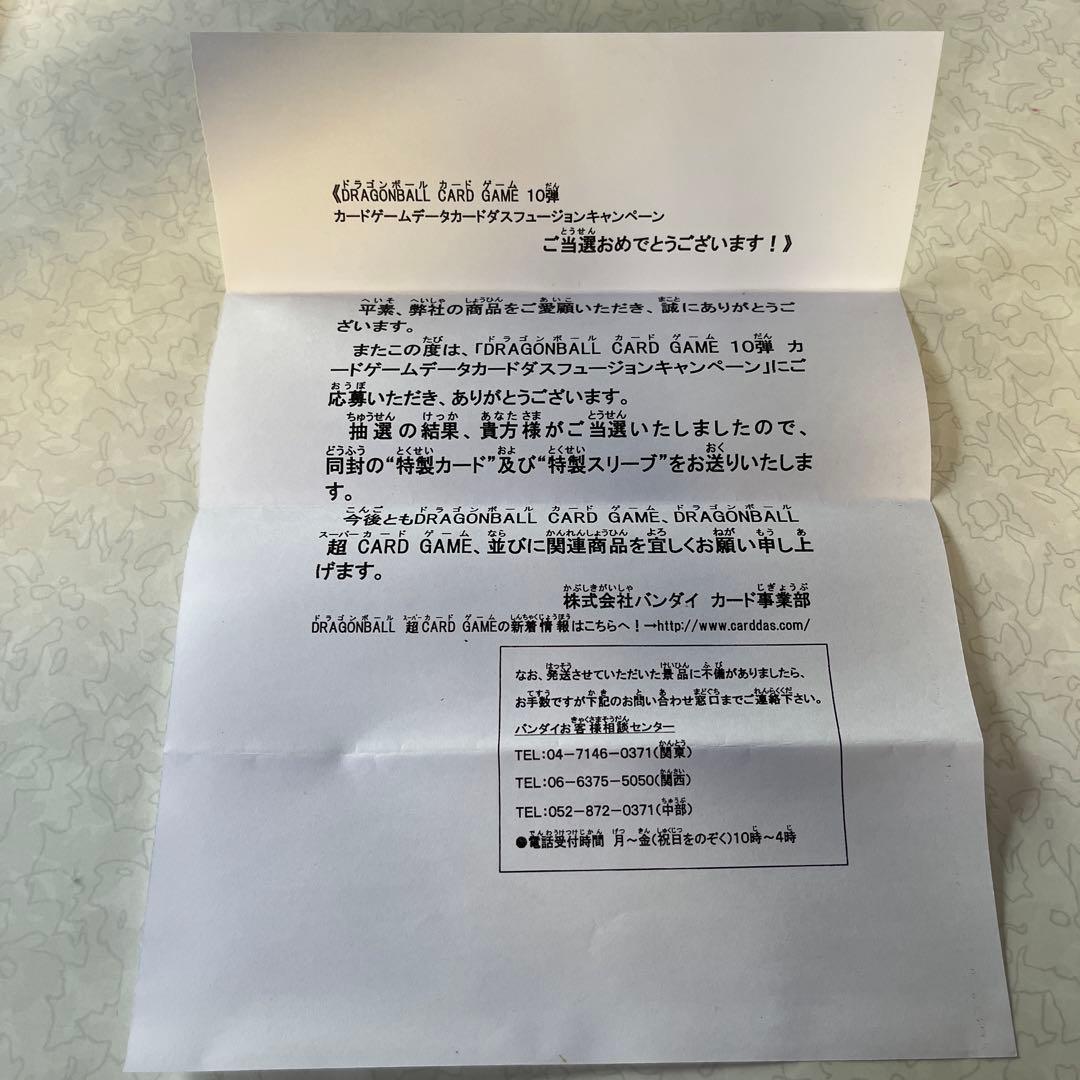 《DRAGONBALL CARD GAME 10弾
カードゲームデータカードダスフュージョンキャンペーン
ご当選おめでとうございます！》
平素、弊社の商品をご愛顧いただき、誠にありがとうご
ざいます。
またこの度は、「DRAGONBALL CARD GAME 10弾 カ
ードゲームデータカードダスフュージョンキャンペーン」にご
応募いただき、ありがとうございます。
抽選の結果、貴方様がご当選いたしましたので、
同封の“特製カード”及び“特製スリーブ”をお送りいたしま
す。
今後ともDRAGONBALL CARD GAME、DRAGONBALL
超 CARD GAME、並びに関連商品を宜しくお願い申し上
げます。
株式会社バンダイ カード事業部
DRAGONBALL 超CARD GAMEの新着情報はこちらへ！→http://www.carddas.com/
なお、発送させていただいた景品に不備がありましたら、
お手数ですが下記のお問い合わせ窓口までご連絡下さい。
バンダイお客様相談センター
TEL:04－7146－0371(関東)
TEL:06－6375－5050(関西)
TEL:052－872－0371(中部)
●電話受付時間 月～金(祝日をのぞく)10時～4時